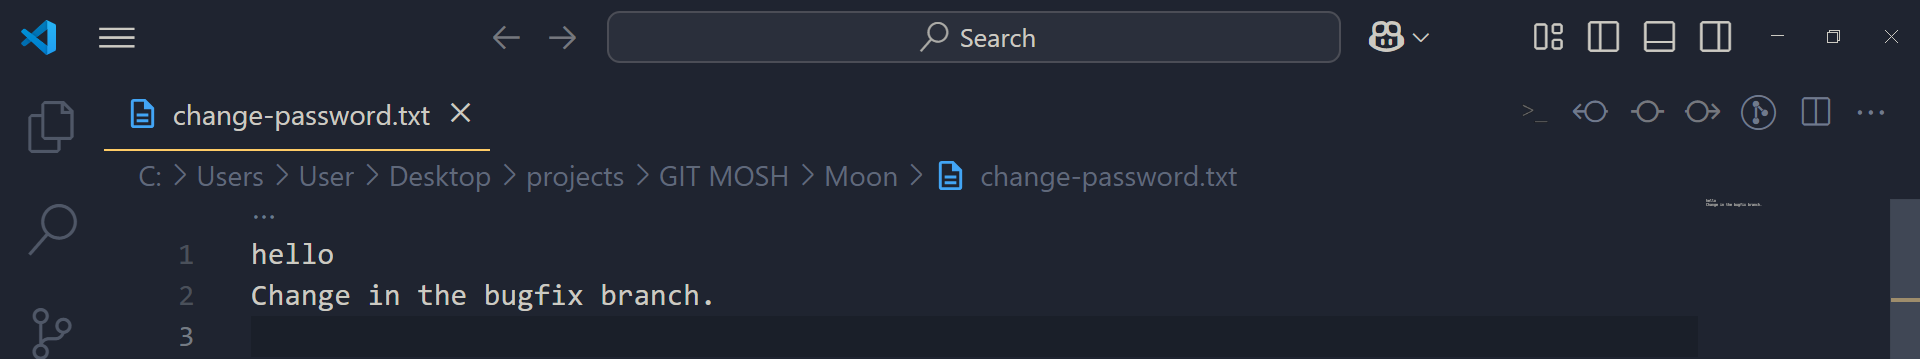 Search
change-password.txt
C: > Users > User > Desktop > projects > GIT MOSH > Moon > change-password.txt
...
1 hello
2 Change in the bugfix branch.
3